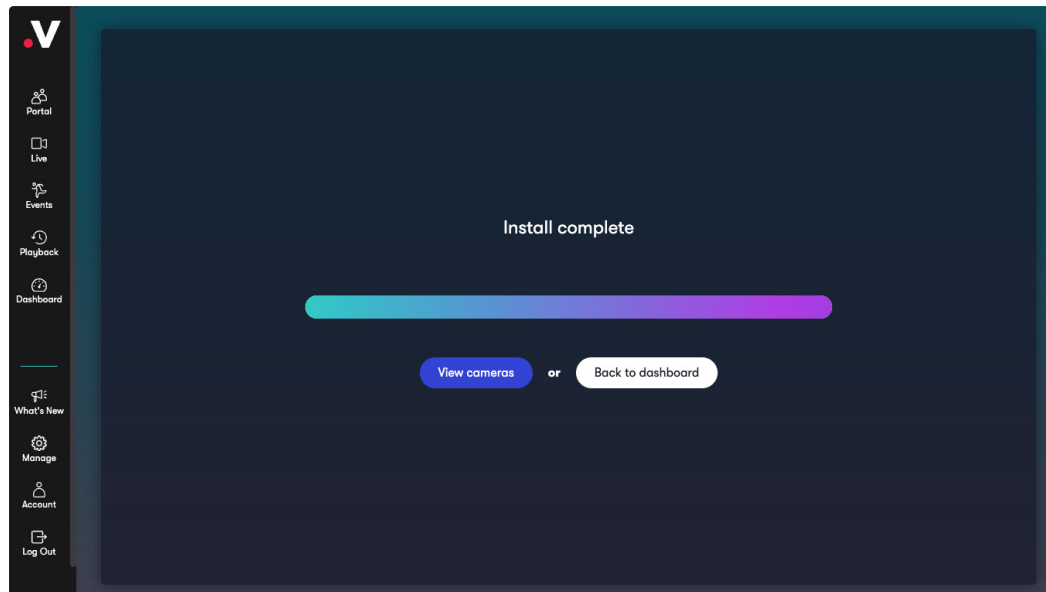 .V
Portal
Live
Events
Playback
Dashboard
What's New
Manage
Account
Log Out
Install complete
View cameras or Back to dashboard